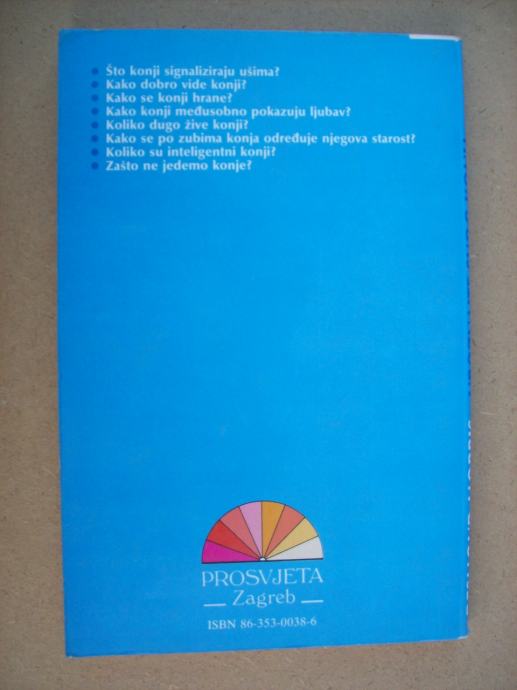 • Što konji signaliziraju ušima?
• Kako dobro vide konji?
• Kako se konji hrane?
• Kako konji međusobno pokazuju ljubav?
• Koliko dugo žive konji?
• Kako se po zubima konja određuje njegova starost?
• Koliko su inteligentni konji?
• Zašto ne jedemo konje?
PROSVJETA
— Zagreb —
ISBN 86-353-0038-6